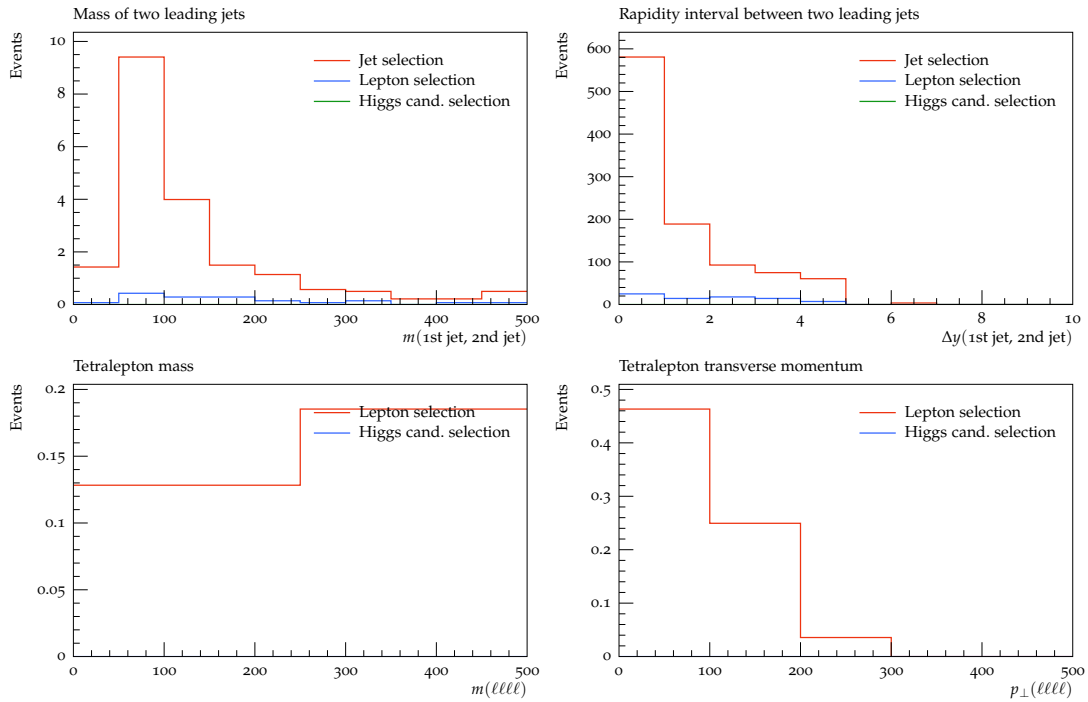 Mass of two leading jets
Events
Jet selection
Lepton selection
Higgs cand. selection
10
8
6
4
2
0
0 100 200 300 400 500
m(1st jet, 2nd jet)
Rapidity interval between two leading jets
Events
Jet selection
Lepton selection
Higgs cand. selection
600
500
400
300
200
100
0
0 2 4 6 8 10
Δy(1st jet, 2nd jet)
Tetralepton mass
Events
Lepton selection
Higgs cand. selection
0.2
0.15
0.1
0.05
0
0 100 200 300 400 500
m(ℓℓℓℓ)
Tetralepton transverse momentum
Events
Lepton selection
Higgs cand. selection
0.5
0.4
0.3
0.2
0.1
0
0 100 200 300 400 500
p⊥(ℓℓℓℓ)